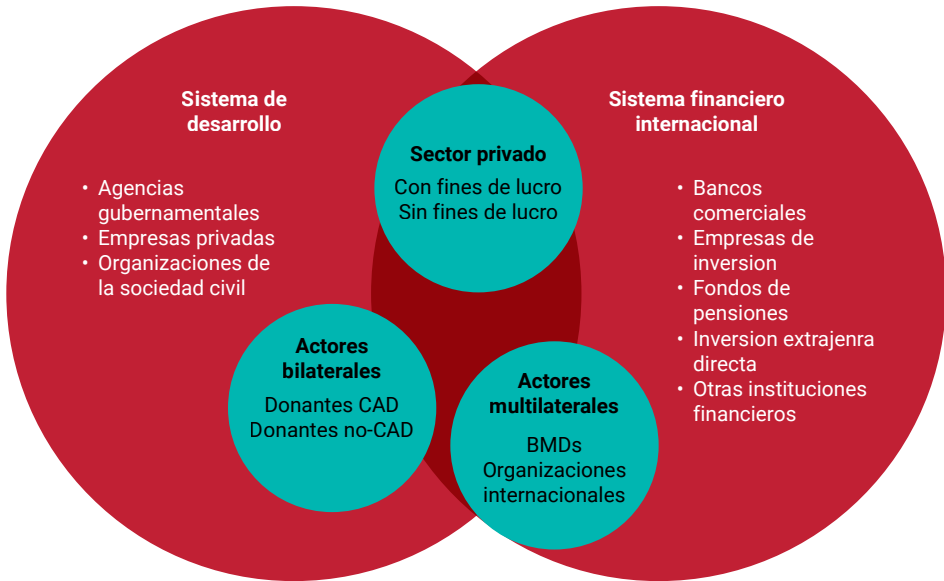 Sistema de
desarrollo
• Agencias
gubernamentales
• Empresas privadas
• Organizaciones de
la sociedad civil
Sector privado
Con fines de lucro
Sin fines de lucro
Sistema financiero
internacional
• Bancos
comerciales
• Empresas de
inversion
• Fondos de
pensiones
• Inversion extrajenra
directa
• Otras instituciones
financieros
Actores
bilaterales
Donantes CAD
Donantes no-CAD
Actores
multilaterales
BMDs
Organizaciones
internacionales